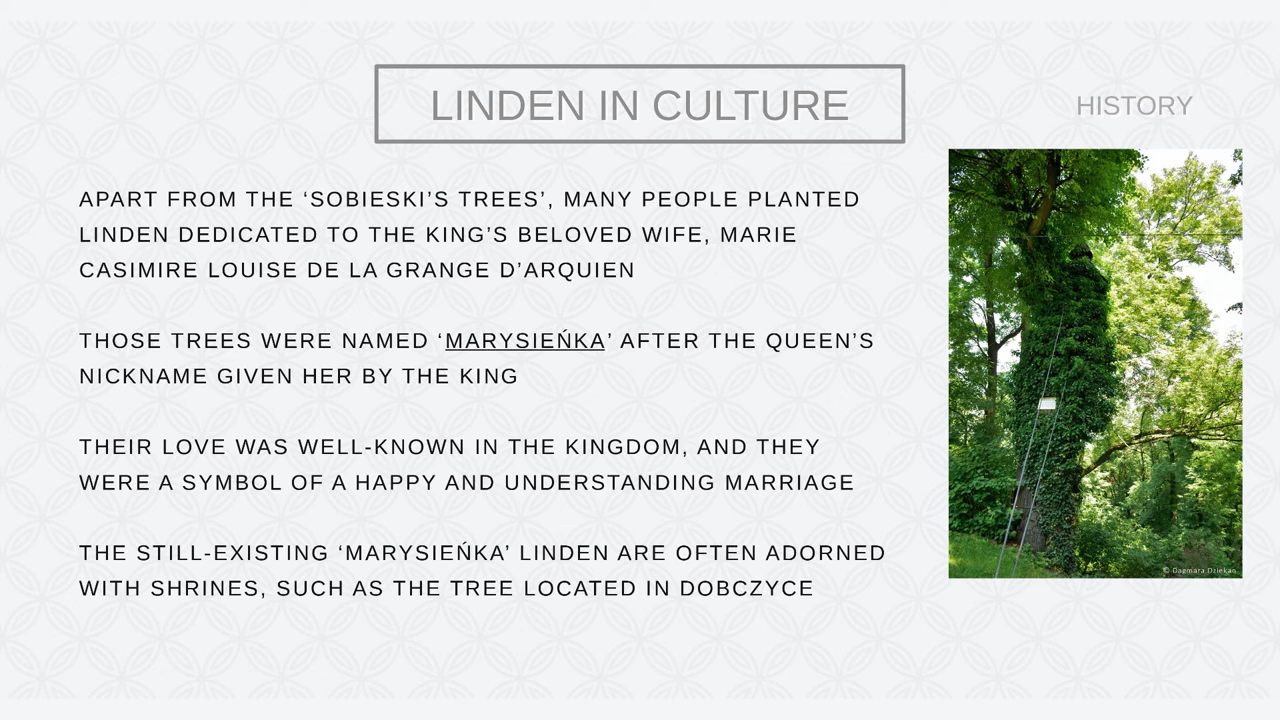 LINDEN IN CULTURE
HISTORY
APART FROM THE ‘SOBIESKI’S TREES’, MANY PEOPLE PLANTED
LINDEN DEDICATED TO THE KING’S BELOVED WIFE, MARIE
CASIMIRE LOUISE DE LA GRANGE D’ARQUIEN
THOSE TREES WERE NAMED ‘MARYSIEŃKA’ AFTER THE QUEEN’S
NICKNAME GIVEN HER BY THE KING
THEIR LOVE WAS WELL-KNOWN IN THE KINGDOM, AND THEY
WERE A SYMBOL OF A HAPPY AND UNDERSTANDING MARRIAGE
THE STILL-EXISTING ‘MARYSIEŃKA’ LINDEN ARE OFTEN ADORNED
WITH SHRINES, SUCH AS THE TREE LOCATED IN DOBCZYCE
© Dagmara Dziekan